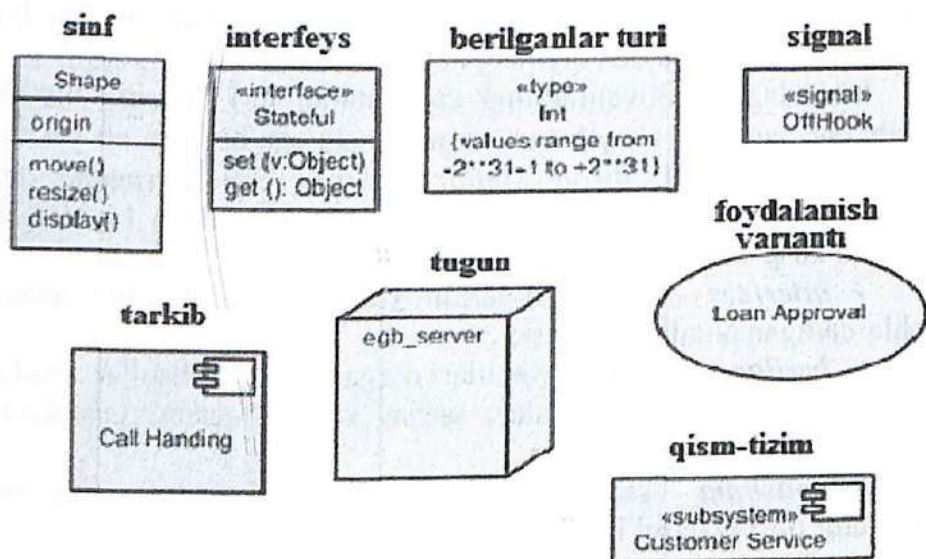 sinf
Shape
origin
move()
resize()
display()
interfeys
«interface»
Stateful
set (v:Object)
get (): Object
berilganlar turi
«type»
Int
{values range from
-2**31-1 to +2**31}
signal
«signal»
OffHook
foydalanish
varianti
Loan Approval
tugun
egb_server
tarkib
Call Handing
qism-tizim
«subsystem»
Customer Service